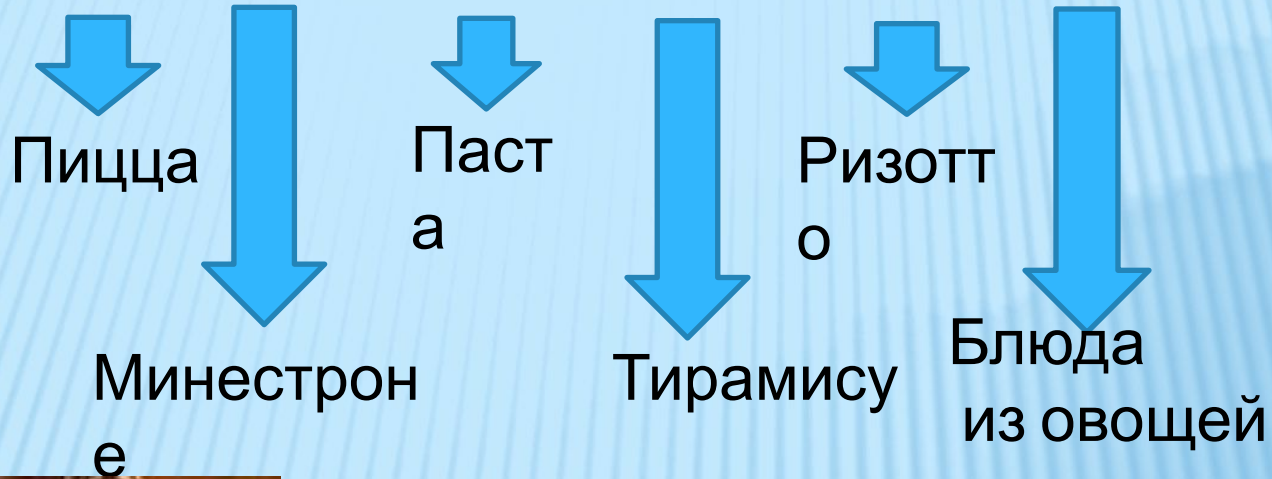 Пицца
Паст
а
Ризотт
о
Минестрон
е
Тирамису
Блюда
из овощей